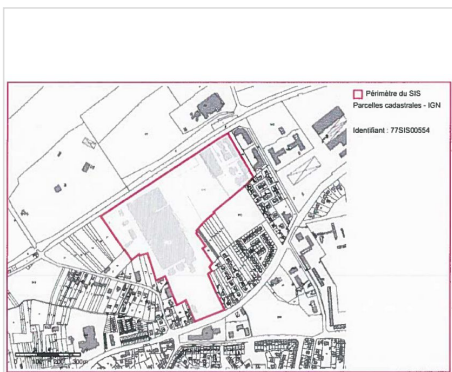 Périmètre du SIS
Parcelles cadastrales - IGN
Identifiant : 77SIS00554